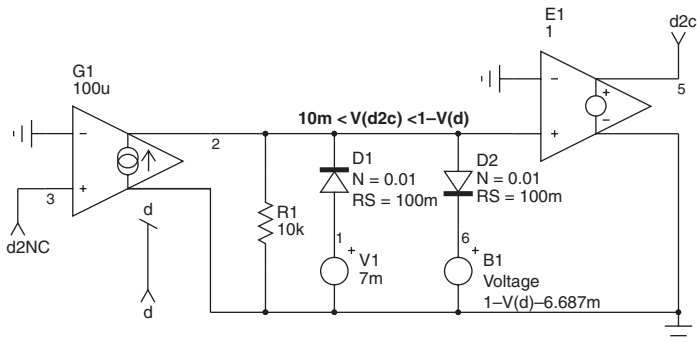 E1
1
d2c
5
G1
100u
10m < V(d2c) <1–V(d)
2
3
d2NC
d
d
R1
10k
D1
N = 0.01
RS = 100m
1
V1
7m
D2
N = 0.01
RS = 100m
6
B1
Voltage
1–V(d)–6.687m